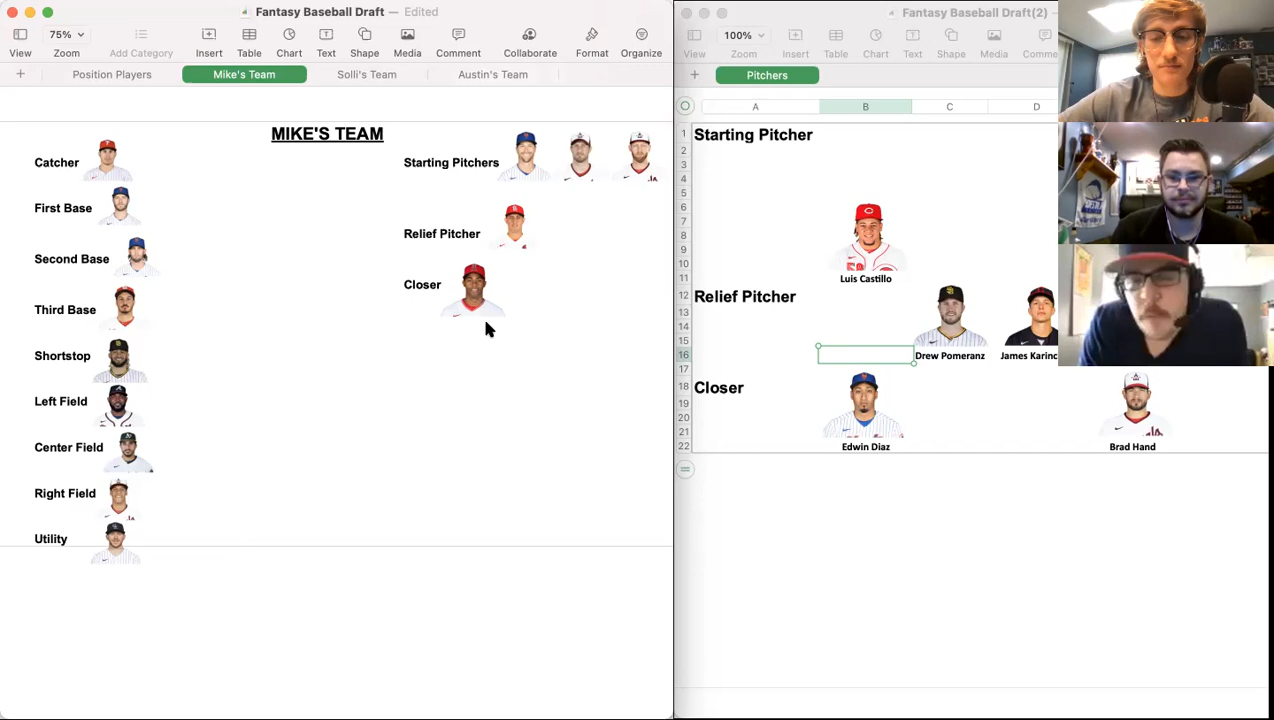 Fantasy Baseball Draft — Edited
75%
View Zoom Add Category Insert Table Chart Text Shape Media Comment Collaborate Format Organize
Position Players Mike's Team Solli's Team Austin's Team
MIKE'S TEAM
Catcher
First Base
Second Base
Third Base
Shortstop
Left Field
Center Field
Right Field
Utility
Starting Pitchers
Relief Pitcher
Closer
Fantasy Baseball Draft(2) —
100%
View Zoom Insert Table Chart Text Shape Media Comme
Pitchers
A B C D
1 Starting Pitcher
2
3
4
5
6
7
8
9
10
11 Luis Castillo
12 Relief Pitcher
13
14
15
16 Drew Pomeranz James Karinc
17
18 Closer
19
20
21
22 Edwin Diaz Brad Hand